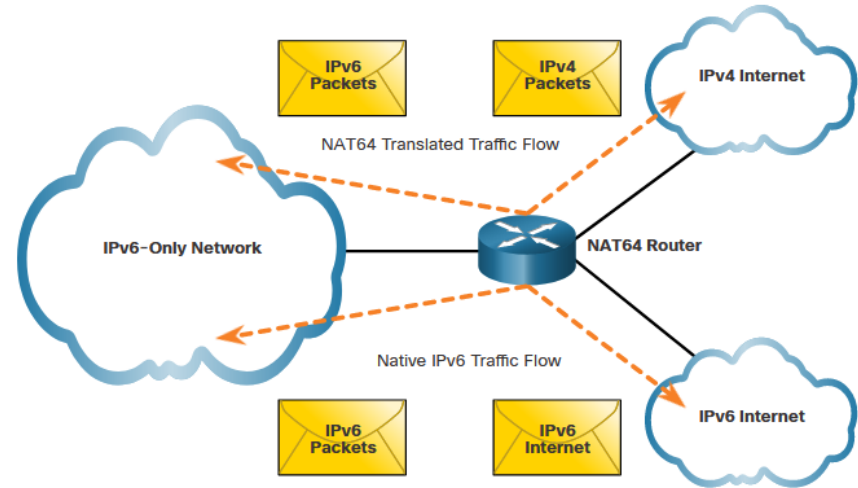 IPv6
Packets
IPv4
Packets
IPv4 Internet
NAT64 Translated Traffic Flow
IPv6-Only Network
NAT64 Router
Native IPv6 Traffic Flow
IPv6
Packets
IPv6
Internet
IPv6 Internet